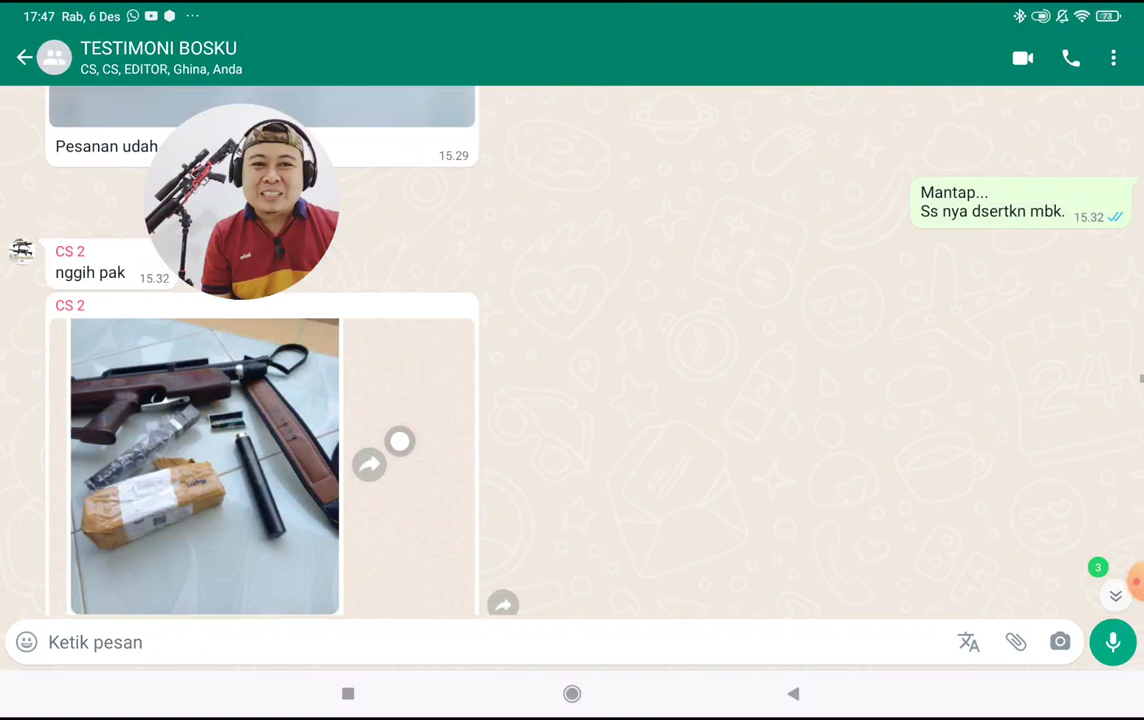 17:47 Rab, 6 Des
73
TESTIMONI BOSKU
CS, CS, EDITOR, Ghina, Anda
Pesanan udah
15.29
Mantap...
Ss nya dsertkn mbk. 15.32
CS 2
nggih pak 15.32
CS 2
3
Ketik pesan